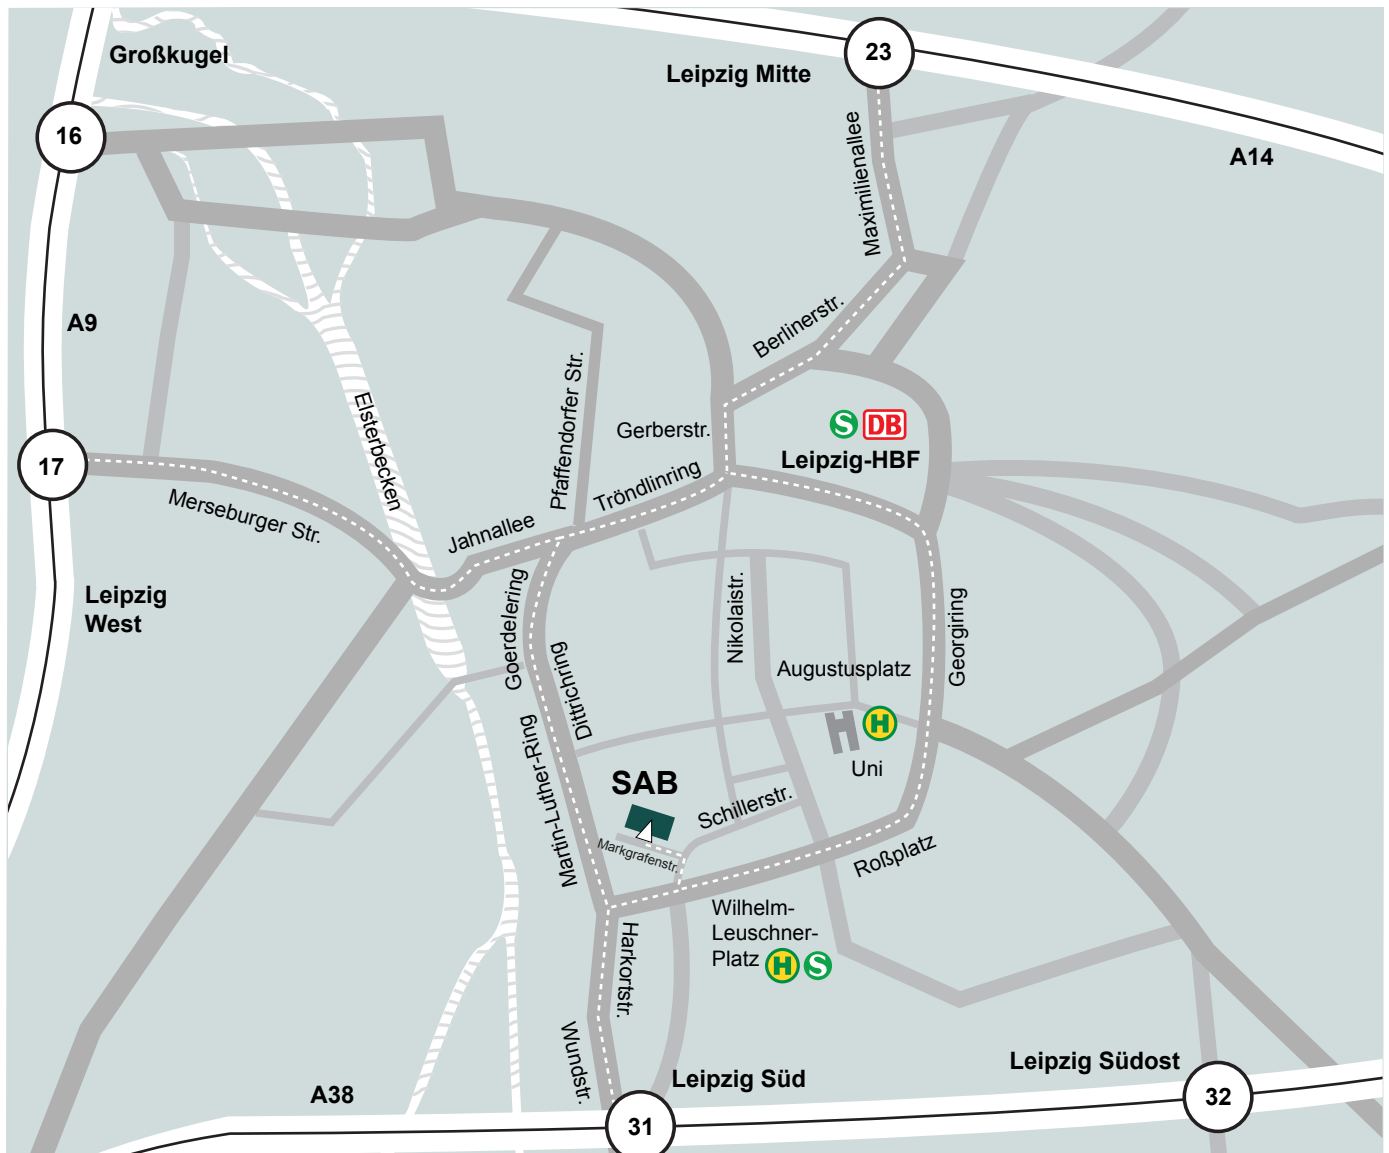 Großkugel
23
Leipzig Mitte
16
A14
Maximilienallee
A9
Berlinerstr.
Pfaffendorfer Str.
Elsterbecken
Gerberstr.
S
DB
Leipzig-HBF
17
Tröndlinring
Merseburger Str.
Jahnallee
Leipzig
West
Goerdelering
Nikolaistr.
Georgiring
Augustusplatz
Dittrichring
H
Martin-Luther-Ring
Uni
SAB
Schillerstr.
Markgrafenstr.
Roßplatz
Wilhelm-
Leuschner-
Platz
H
S
Harkortstr.
Wundstr.
Leipzig Süd
Leipzig Südost
A38
31
32